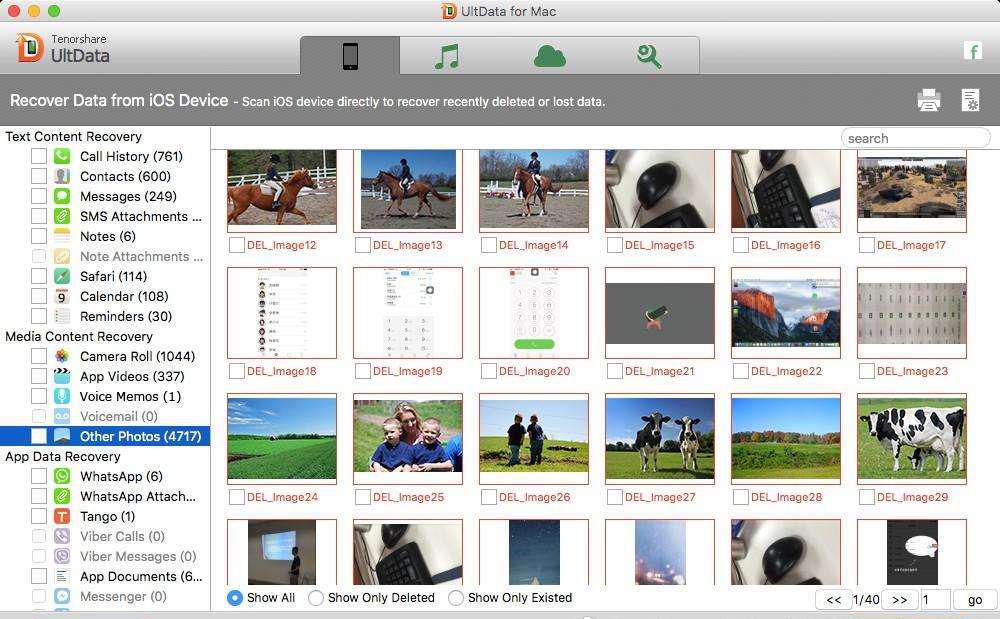 UltData for Mac
Tenorshare
UltData
Recover Data from iOS Device - Scan iOS device directly to recover recently deleted or lost data.
search
Text Content Recovery
Call History (761)
Contacts (600)
Messages (249)
SMS Attachments ...
Notes (6)
Note Attachments ...
Safari (114)
Calendar (108)
Reminders (30)
Media Content Recovery
Camera Roll (1044)
App Videos (337)
Voice Memos (1)
Voicemail (0)
Other Photos (4717)
App Data Recovery
WhatsApp (6)
WhatsApp Attach...
Tango (1)
Viber Calls (0)
Viber Messages (0)
App Documents (6...
Messenger (0)
DEL_Image12 DEL_Image13 DEL_Image14 DEL_Image15 DEL_Image16 DEL_Image17
DEL_Image18 DEL_Image19 DEL_Image20 DEL_Image21 DEL_Image22 DEL_Image23
DEL_Image24 DEL_Image25 DEL_Image26 DEL_Image27 DEL_Image28 DEL_Image29
Show All Show Only Deleted Show Only Existed << 1/40 >> 1 go